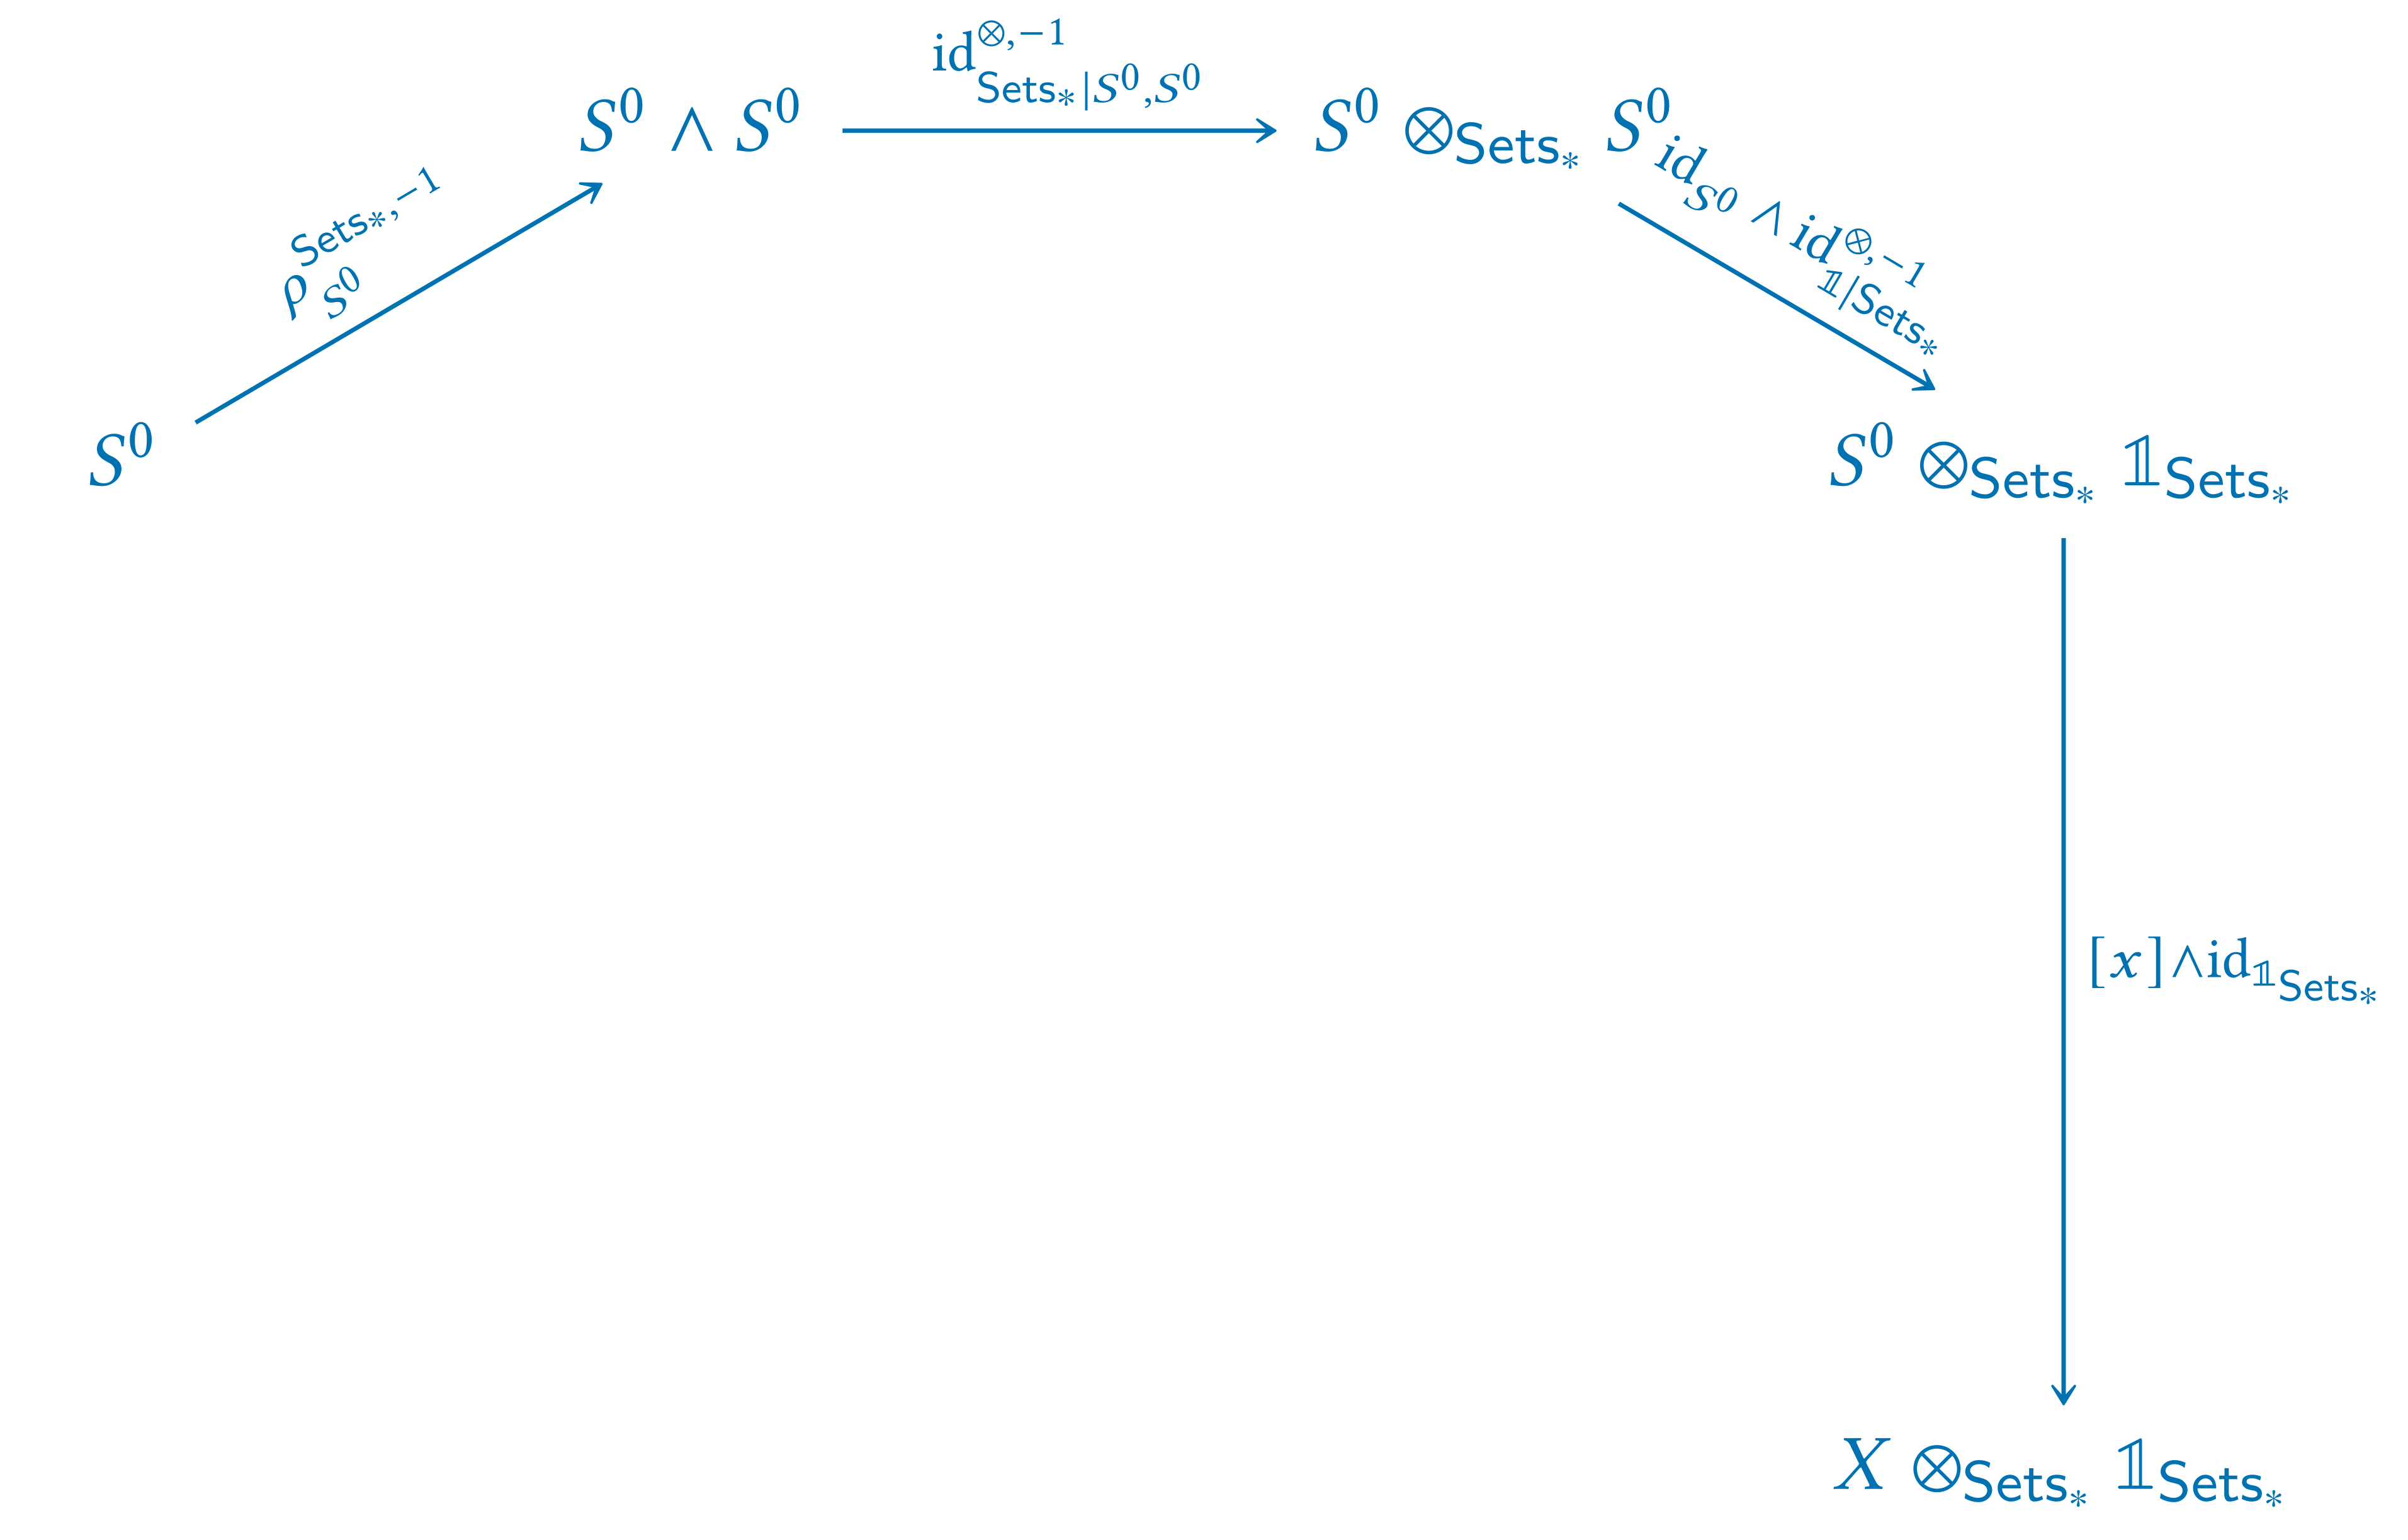 id^{⊗,−1}_{Sets_*|S^0,S^0}
S^0 ∧ S^0
S^0 ⊗_{Sets_*} S^0
ρ^{Sets_*,−1}_{S^0}
id_{S^0} ∧ id^{⊗,−1}_{𝟙|Sets_*}
S^0
S^0 ⊗_{Sets_*} 𝟙_{Sets_*}
[x]∧id_{𝟙_{Sets_*}}
X ⊗_{Sets_*} 𝟙_{Sets_*}